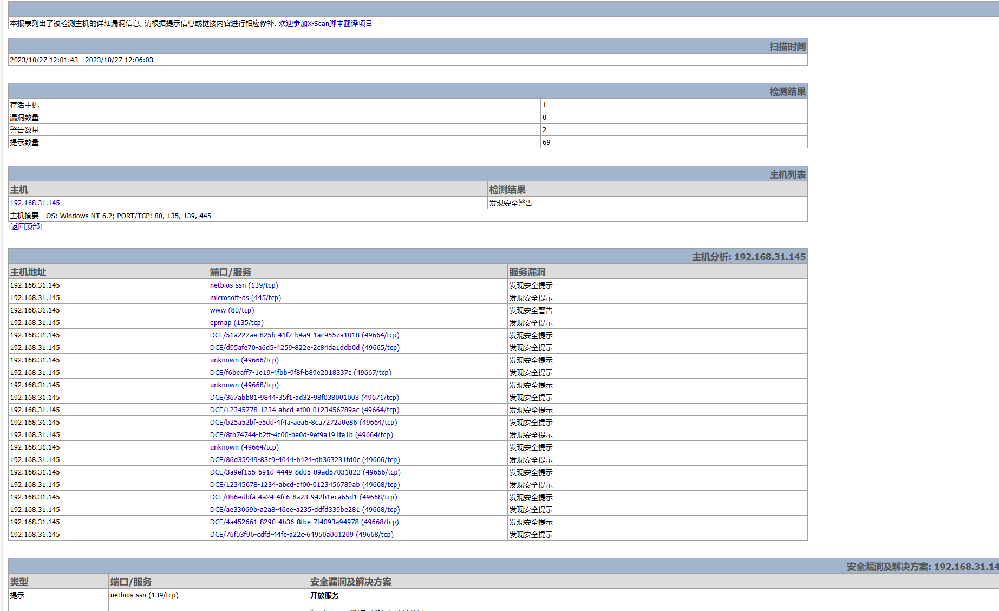 本报表列出了被检测主机的详细漏洞信息, 请根据提示信息或链接内容进行相应修补. 欢迎参加X-Scan脚本翻译项目
扫描时间
2023/10/27 12:01:43 - 2023/10/27 12:06:03
检测结果
存活主机 1
漏洞数量 0
警告数量 2
提示数量 69
主机列表
主机 检测结果
192.168.31.145 发现安全警告
主机摘要 - OS: Windows NT 6.2; PORT/TCP: 80, 135, 139, 445
[返回顶部]
主机分析: 192.168.31.145
主机地址 端口/服务 服务漏洞
192.168.31.145 netbios-ssn (139/tcp) 发现安全提示
192.168.31.145 microsoft-ds (445/tcp) 发现安全提示
192.168.31.145 www (80/tcp) 发现安全警告
192.168.31.145 epmap (135/tcp) 发现安全提示
192.168.31.145 DCE/51a227ae-825b-41f2-b4a9-1ac9557a1018 (49664/tcp) 发现安全提示
192.168.31.145 DCE/d95afe70-a6d5-4259-822e-2c84da1ddb0d (49665/tcp) 发现安全提示
192.168.31.145 unknown (49666/tcp) 发现安全提示
192.168.31.145 DCE/f6beaff7-1e19-4fbb-9f8f-b89e2018337c (49667/tcp) 发现安全提示
192.168.31.145 unknown (49668/tcp) 发现安全提示
192.168.31.145 DCE/367abb81-9844-35f1-ad32-98f038001003 (49671/tcp) 发现安全提示
192.168.31.145 DCE/12345778-1234-abcd-ef00-0123456789ac (49664/tcp) 发现安全提示
192.168.31.145 DCE/b25a52bf-e5dd-4f4a-aea6-8ca7272a0e86 (49664/tcp) 发现安全提示
192.168.31.145 DCE/8fb74744-b2ff-4c00-be0d-9ef9a191fe1b (49664/tcp) 发现安全提示
192.168.31.145 unknown (49664/tcp) 发现安全提示
192.168.31.145 DCE/86d35949-83c9-4044-b424-db363231fd0c (49666/tcp) 发现安全提示
192.168.31.145 DCE/3a9ef155-691d-4449-8d05-09ad57031823 (49666/tcp) 发现安全提示
192.168.31.145 DCE/12345678-1234-abcd-ef00-0123456789ab (49668/tcp) 发现安全提示
192.168.31.145 DCE/0b6edbfa-4a24-4fc6-8a23-942b1eca65d1 (49668/tcp) 发现安全提示
192.168.31.145 DCE/ae33069b-a2a8-46ee-a235-ddfd339be281 (49668/tcp) 发现安全提示
192.168.31.145 DCE/4a452661-8290-4b36-8fbe-7f4093a94978 (49668/tcp) 发现安全提示
192.168.31.145 DCE/76f03f96-cdfd-44fc-a22c-64950a001209 (49668/tcp) 发现安全提示
安全漏洞及解决方案: 192.168.31.14
类型 端口/服务 安全漏洞及解决方案
提示 netbios-ssn (139/tcp) 开放服务